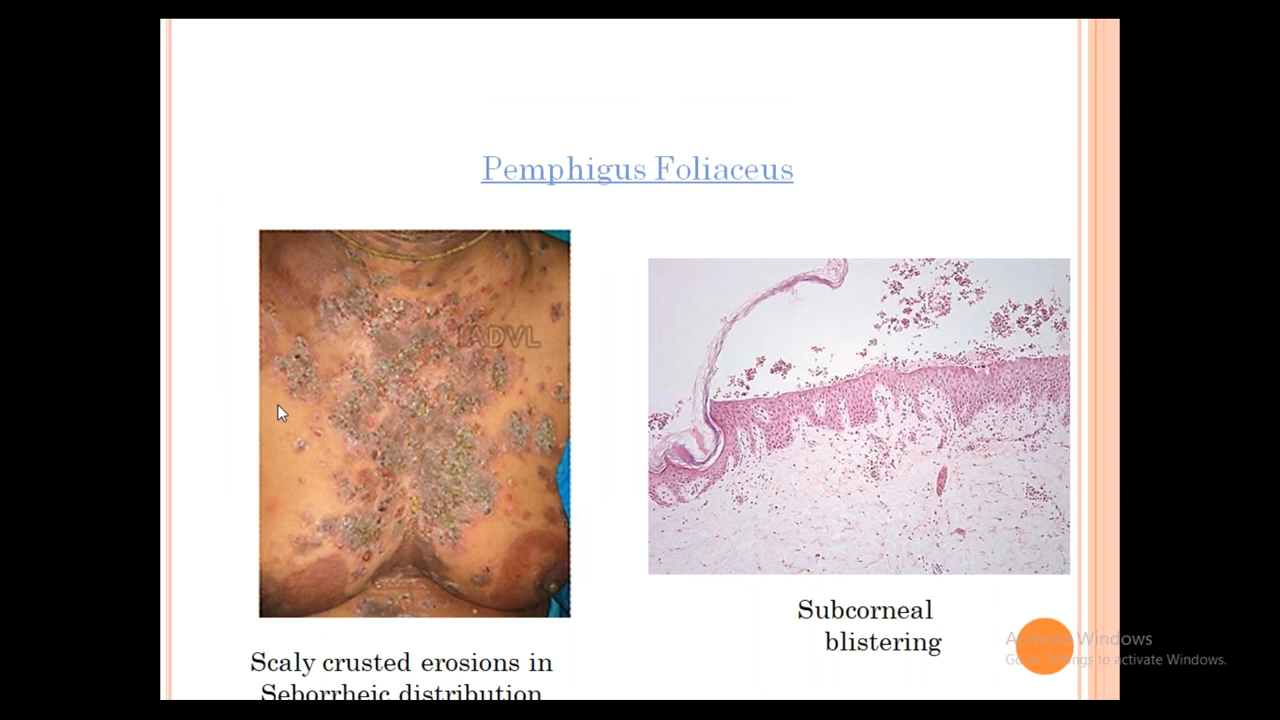 Pemphigus Foliaceus
IADVL
Scaly crusted erosions in
Seborrheic distribution
Subcorneal
blistering
Activate Windows
Go to Settings to activate Windows.